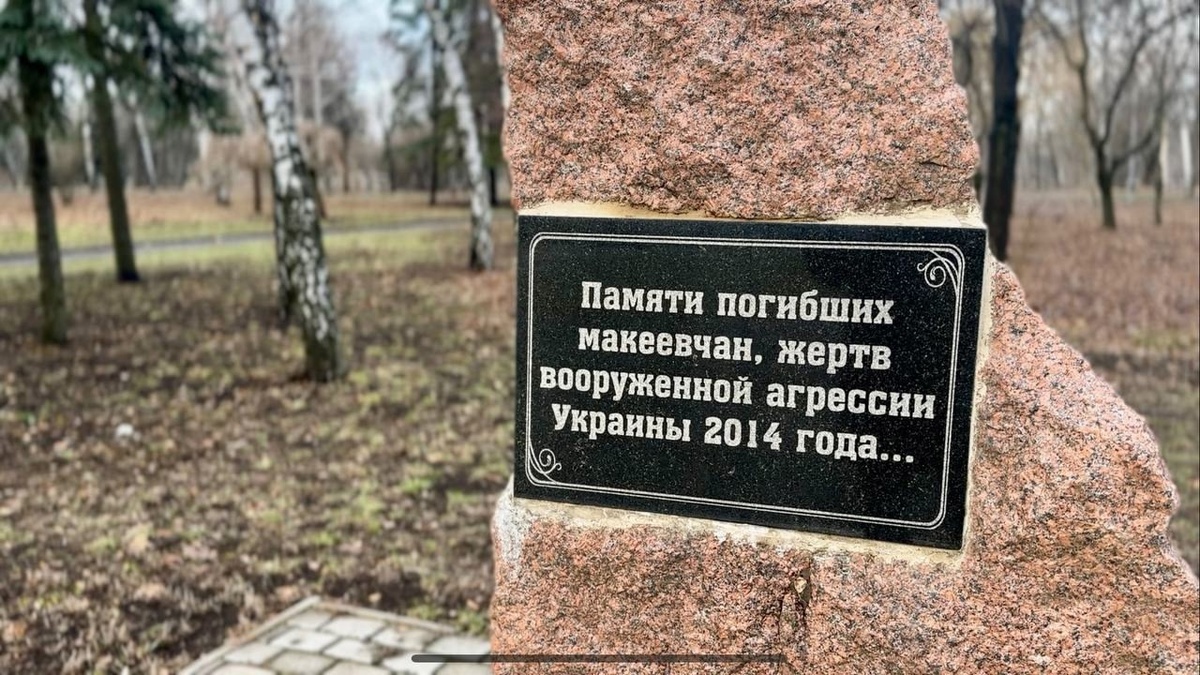 Памяти погибших
макеевчан, жертв
вооруженной агрессии
Украины 2014 года...